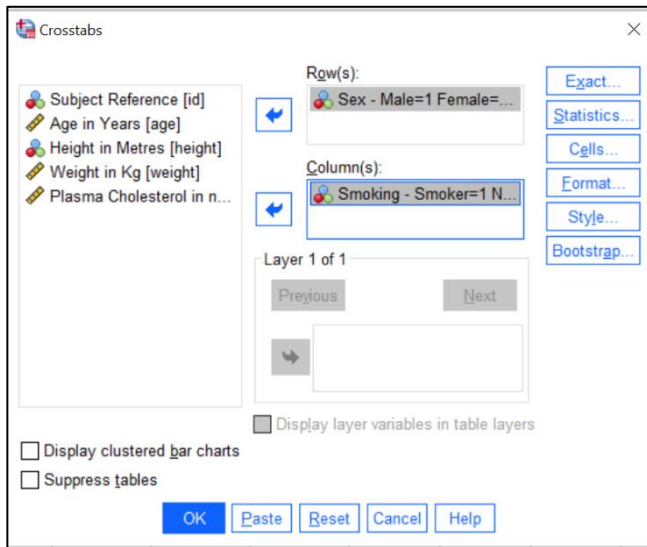 Crosstabs
Subject Reference [id]
Age in Years [age]
Height in Metres [height]
Weight in Kg [weight]
Plasma Cholesterol in n...
Row(s):
Sex - Male=1 Female=...
Column(s):
Smoking - Smoker=1 N...
Layer 1 of 1
Previous
Next
Display layer variables in table layers
Exact...
Statistics...
Cells...
Format...
Style...
Bootstrap...
Display clustered bar charts
Suppress tables
OK Paste Reset Cancel Help